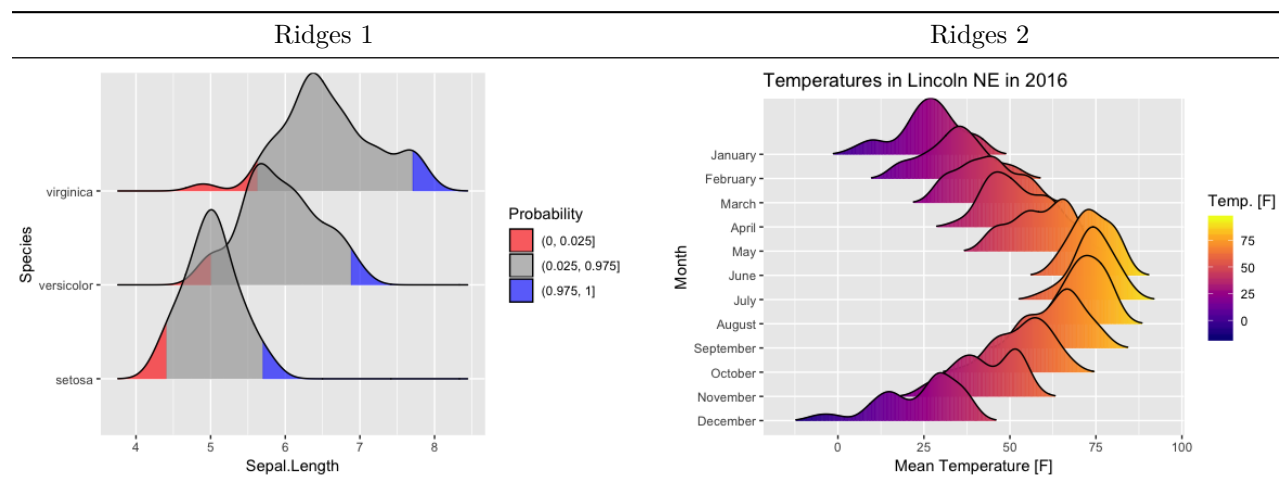 Ridges 1
Ridges 2
virginica
versicolor
setosa
Species
4 5 6 7 8
Sepal.Length
Probability
(0, 0.025]
(0.025, 0.975]
(0.975, 1]
Temperatures in Lincoln NE in 2016
January
February
March
April
May
June
July
August
September
October
November
December
Month
0 25 50 75 100
Mean Temperature [F]
Temp. [F]
75
50
25
0